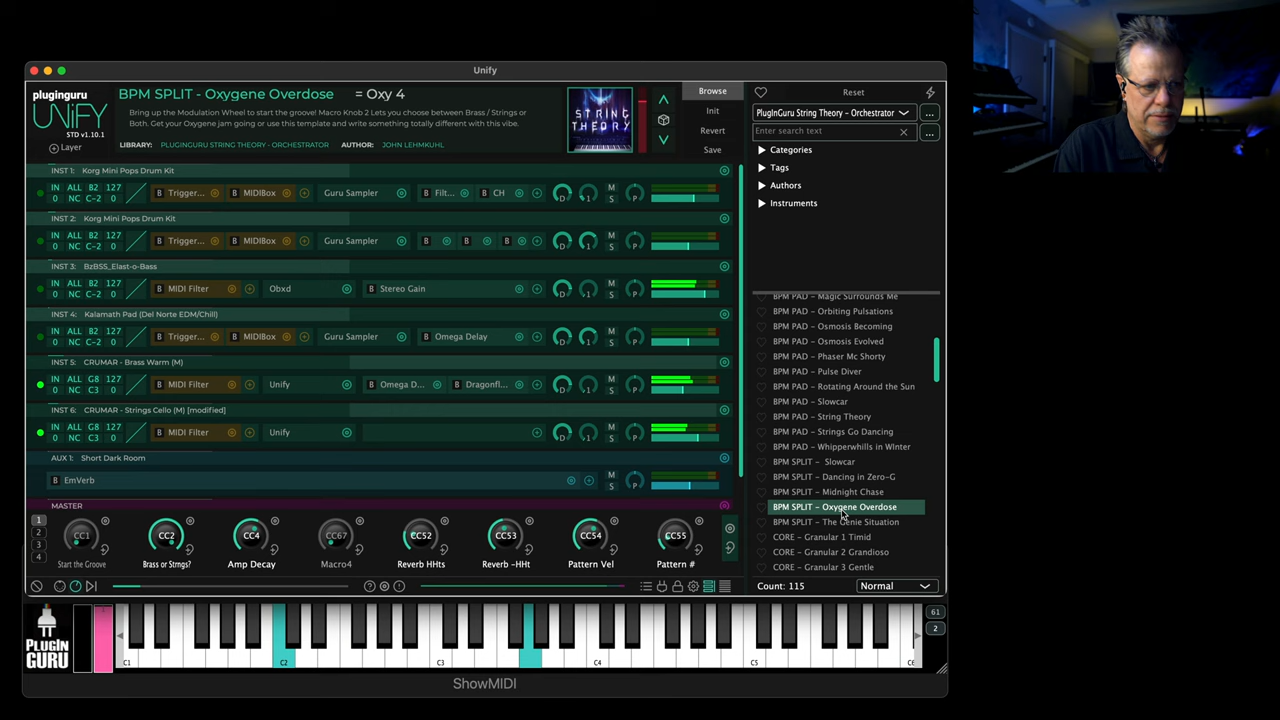 Unify
pluginguru
UNIFY
STD v1.10.1
Layer
BPM SPLIT - Oxygene Overdose = Oxy 4
Bring up the Modulation Wheel to start the groove! Macro Knob 2 Lets you choose between Brass / Strings or
Both. Get your Oxygene jam going or use this template and write something totally different with this vibe.
LIBRARY: PLUGINGURU STRING THEORY - ORCHESTRATOR AUTHOR: JOHN LEHMKUHL
STRING
THEORY
Browse
Init
Revert
Save
Reset
PlugInGuru String Theory – Orchestrator
...
Enter search text
...
Categories
Tags
Authors
Instruments
INST 1: Korg Mini Pops Drum Kit
IN ALL B2 127
0 NC C-2 0
B Trigger... B MIDIBox Guru Sampler B Filt... B CH D 1 M S P
INST 2: Korg Mini Pops Drum Kit
IN ALL B2 127
0 NC C-2 0
B Trigger... B MIDIBox Guru Sampler B B B D 1 M S P
INST 3: BzBSS_Elast-o-Bass
IN ALL B2 127
0 NC C-2 0
B MIDI Filter Obxd B Stereo Gain D 1 M S P
INST 4: Kalamath Pad (Del Norte EDM/Chill)
IN ALL B2 127
0 NC C-2 0
B Trigger... B MIDIBox Guru Sampler B Omega Delay D 1 M S P
INST 5: CRUMAR - Brass Warm (M)
IN ALL G8 127
0 NC C3 0
B MIDI Filter Unify B Omega D... B Dragonfl... D 1 M S P
INST 6: CRUMAR - Strings Cello (M) [modified]
IN ALL G8 127
0 NC C3 0
B MIDI Filter Unify D 1 M S P
AUX 1: Short Dark Room
B EmVerb M S P
MASTER
1
2
3
4
CC1 CC2 CC4 CC67 CC52 CC53 CC54 CC55
Start the Groove Brass or Strngs? Amp Decay Macro4 Reverb HHts Reverb -HHt Pattern Vel Pattern #
BPM PAD – Magic Surrounds Me
BPM PAD – Orbiting Pulsations
BPM PAD – Osmosis Becoming
BPM PAD – Osmosis Evolved
BPM PAD – Phaser Mc Shorty
BPM PAD – Pulse Diver
BPM PAD – Rotating Around the Sun
BPM PAD – Slowcar
BPM PAD – String Theory
BPM PAD – Strings Go Dancing
BPM PAD – Whipperwhills in WInter
BPM SPLIT – Slowcar
BPM SPLIT – Dancing in Zero-G
BPM SPLIT – Midnight Chase
BPM SPLIT – Oxygene Overdose
BPM SPLIT – The Genie Situation
CORE – Granular 1 Timid
CORE – Granular 2 Grandioso
CORE – Granular 3 Gentle
Count: 115 Normal
PLUGIN
GURU
C1 C2 C3 C4 C5 C6
61
2
ShowMIDI